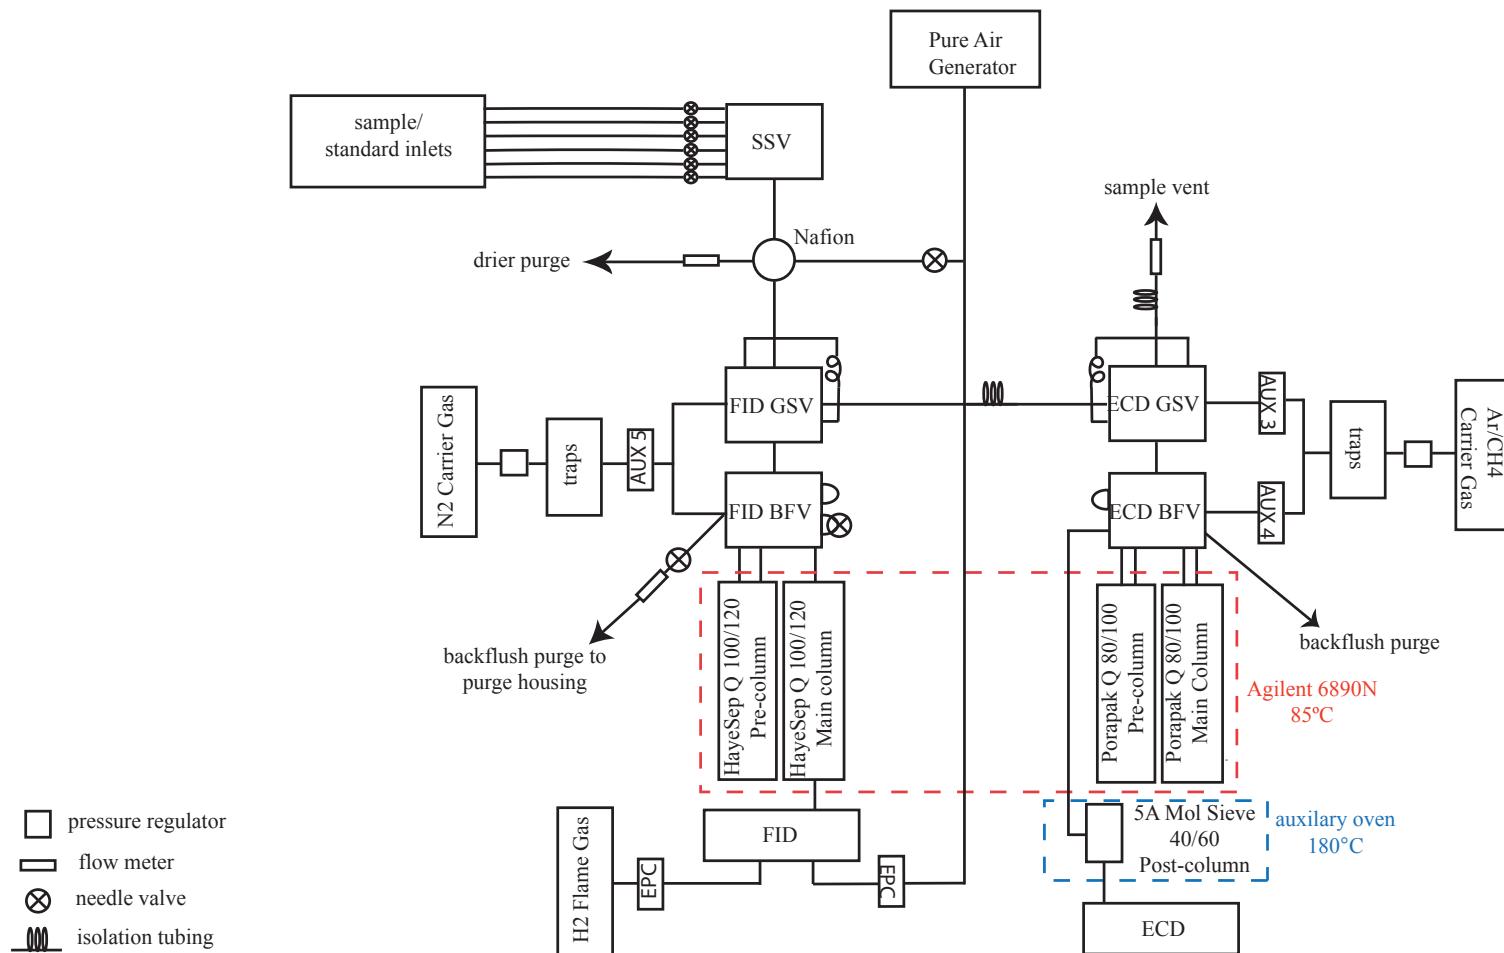 Pure Air
Generator
sample/
standard inlets
SSV
sample vent
Nafion
drier purge
N2 Carrier Gas
traps
AUX 5
FID GSV
ECD GSV
AUX 3
traps
Ar/CH4
Carrier Gas
FID BFV
ECD BFV
AUX 4
backflush purge to
purge housing
HayeSep Q 100/120
Pre-column
HayeSep Q 100/120
Main column
Porapak Q 80/100
Pre-column
Porapak Q 80/100
Main Column
backflush purge
Agilent 6890N
85ºC
5A Mol Sieve
40/60
Post-column
auxilary oven
180°C
FID
H2 Flame Gas
EPC
EPC
ECD
pressure regulator
flow meter
needle valve
isolation tubing